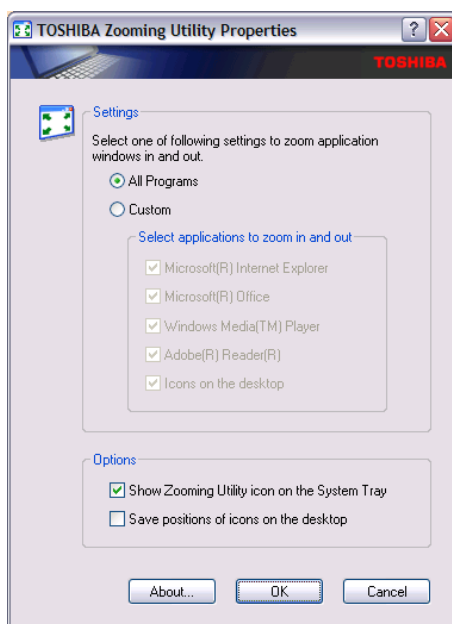 TOSHIBA Zooming Utility Properties
TOSHIBA
Settings
Select one of following settings to zoom application
windows in and out.
All Programs
Custom
Select applications to zoom in and out
Microsoft(R) Internet Explorer
Microsoft(R) Office
Windows Media(TM) Player
Adobe(R) Reader(R)
Icons on the desktop
Options
Show Zooming Utility icon on the System Tray
Save positions of icons on the desktop
About... OK Cancel